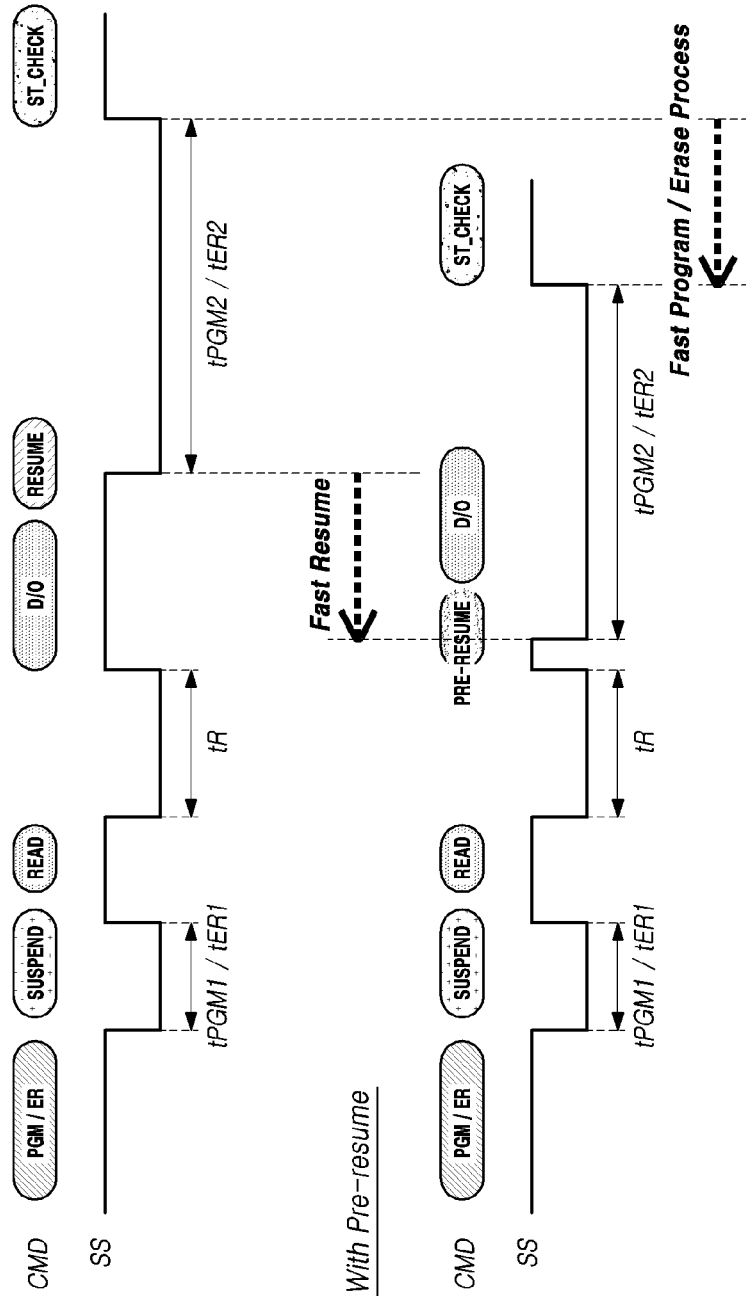 CMD
PGM / ER
SUSPEND
READ
D/O
RESUME
ST_CHECK
SS
tPGM1 / tER1
tR
tPGM2 / tER2
Fast Resume
With Pre-resume
CMD
PGM / ER
SUSPEND
READ
PRE-RESUME
D/O
ST_CHECK
SS
tPGM1 / tER1
tR
tPGM2 / tER2
Fast Program / Erase Process